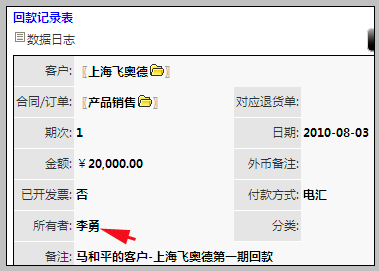 回款记录表
数据日志
客户: 〖上海飞奥德〗
合同/订单: 〖产品销售〗 对应退货单:
期次: 1 日期: 2010-08-03
金额: ￥20,000.00 外币备注:
已开发票: 否 付款方式: 电汇
所有者: 李勇 分类:
备注: 马和平的客户-上海飞奥德第一期回款